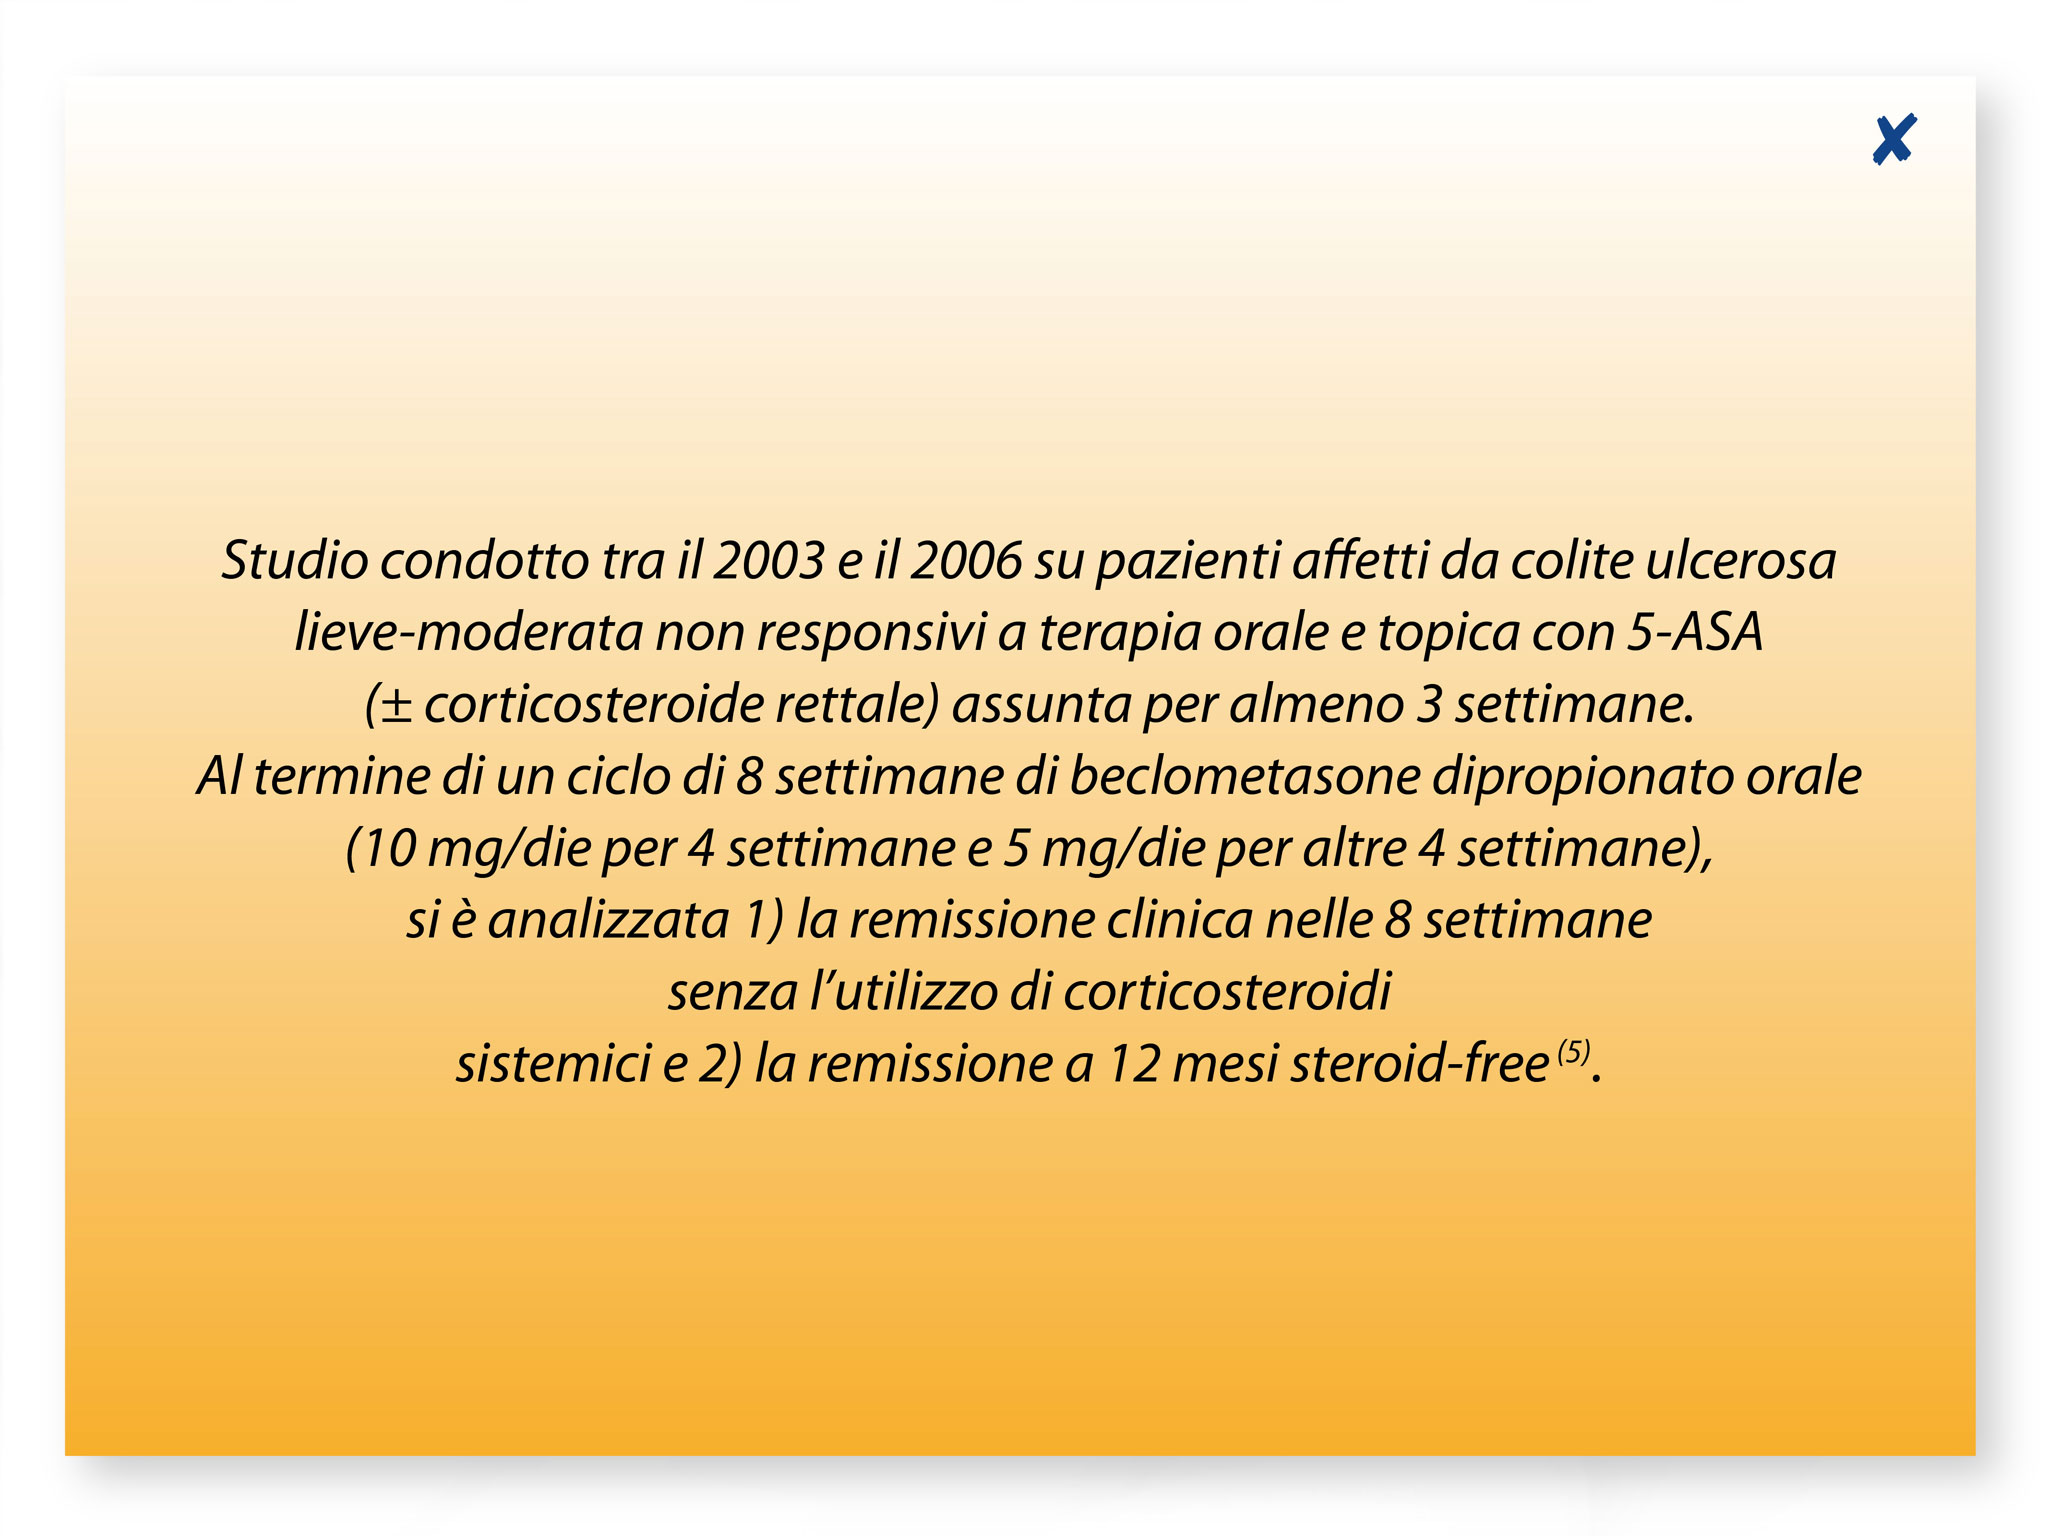 Studio condotto tra il 2003 e il 2006 su pazienti affetti da colite ulcerosa
lieve-moderata non responsivi a terapia orale e topica con 5-ASA
(± corticosteroide rettale) assunta per almeno 3 settimane.
Al termine di un ciclo di 8 settimane di beclometasone dipropionato orale
(10 mg/die per 4 settimane e 5 mg/die per altre 4 settimane),
si è analizzata 1) la remissione clinica nelle 8 settimane
senza l’utilizzo di corticosteroidi
sistemici e 2) la remissione a 12 mesi steroid-free (5).